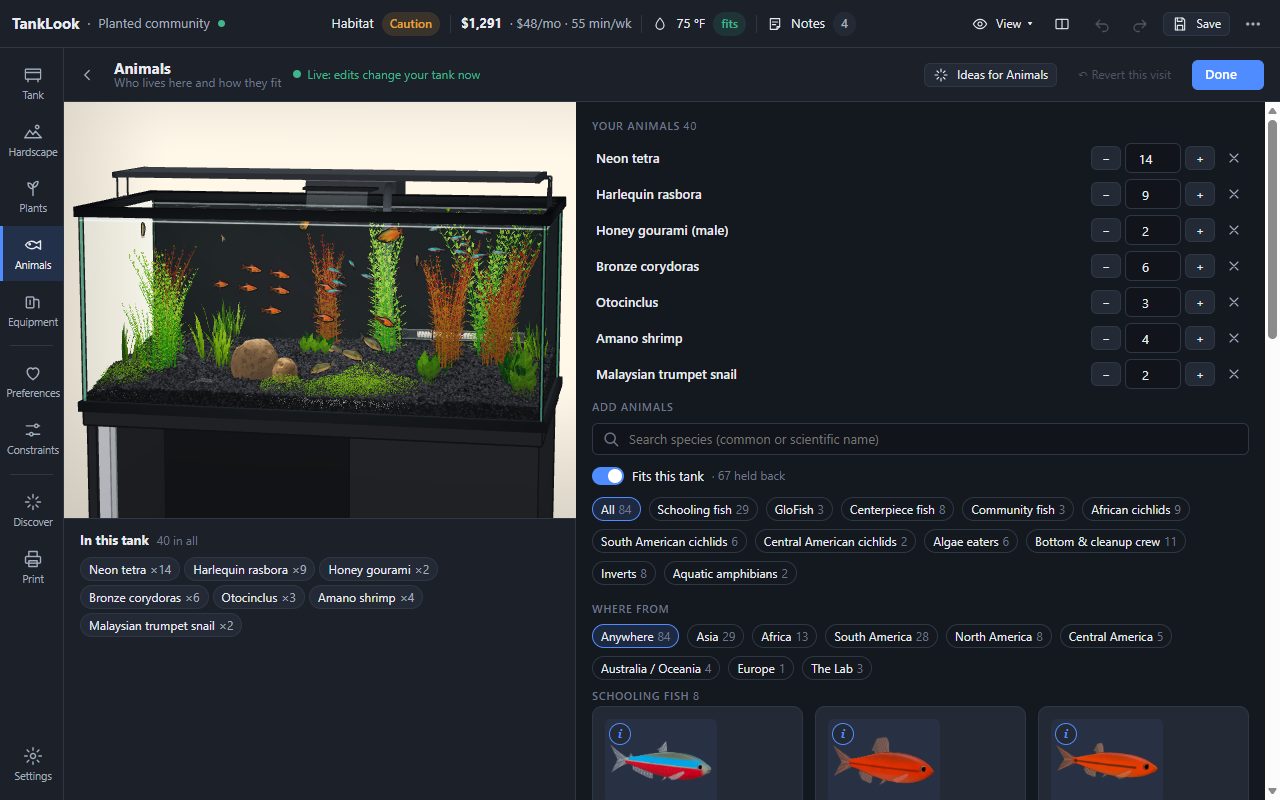 TankLook · Planted community
Habitat Caution $1,291 · $48/mo · 55 min/wk 75 °F fits Notes 4
View Save
Tank
Hardscape
Plants
Animals
Equipment
Preferences
Constraints
Discover
Print
Settings
Animals
Who lives here and how they fit
Live: edits change your tank now
Ideas for Animals
Revert this visit
Done
In this tank 40 in all
Neon tetra ×14 Harlequin rasbora ×9 Honey gourami ×2
Bronze corydoras ×6 Otocinclus ×3 Amano shrimp ×4
Malaysian trumpet snail ×2
YOUR ANIMALS 40
Neon tetra − 14 +
Harlequin rasbora − 9 +
Honey gourami (male) − 2 +
Bronze corydoras − 6 +
Otocinclus − 3 +
Amano shrimp − 4 +
Malaysian trumpet snail − 2 +
ADD ANIMALS
Search species (common or scientific name)
Fits this tank · 67 held back
All 84 Schooling fish 29 GloFish 3 Centerpiece fish 8 Community fish 3 African cichlids 9
South American cichlids 6 Central American cichlids 2 Algae eaters 6 Bottom & cleanup crew 11
Inverts 8 Aquatic amphibians 2
WHERE FROM
Anywhere 84 Asia 29 Africa 13 South America 28 North America 8 Central America 5
Australia / Oceania 4 Europe 1 The Lab 3
SCHOOLING FISH 8
i i i